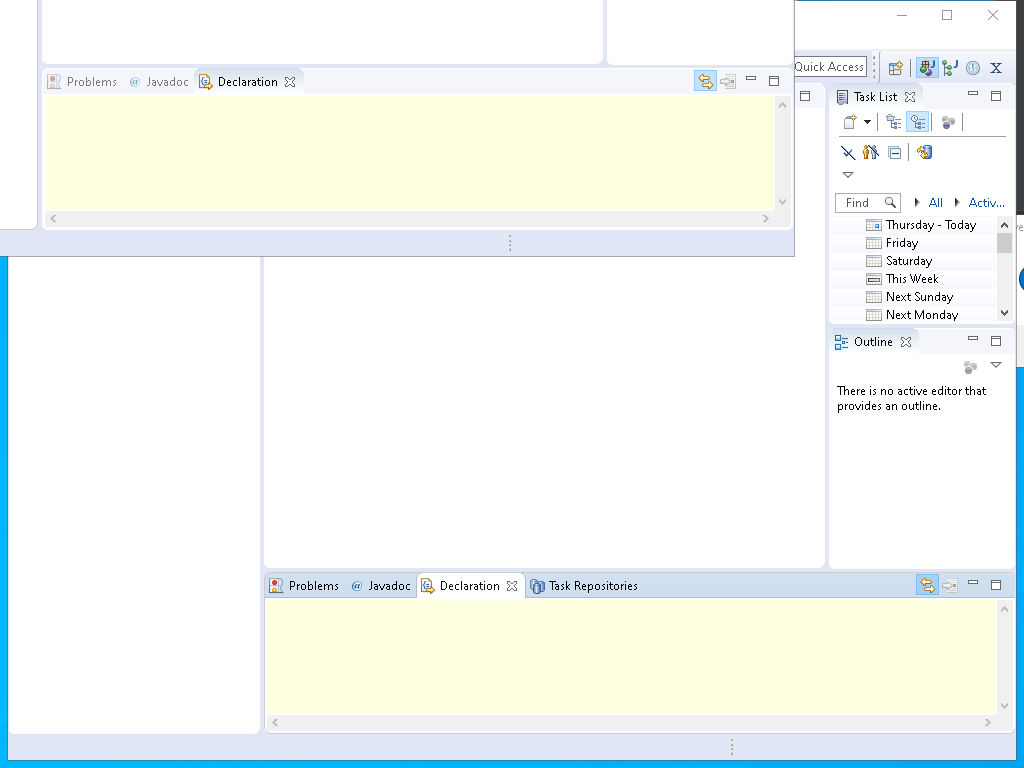 Problems
@ Javadoc
Declaration
Quick Access
Task List
Find
All
Activ...
Thursday - Today
Friday
Saturday
This Week
Next Sunday
Next Monday
Outline
There is no active editor that
provides an outline.
Problems
@ Javadoc
Declaration
Task Repositories